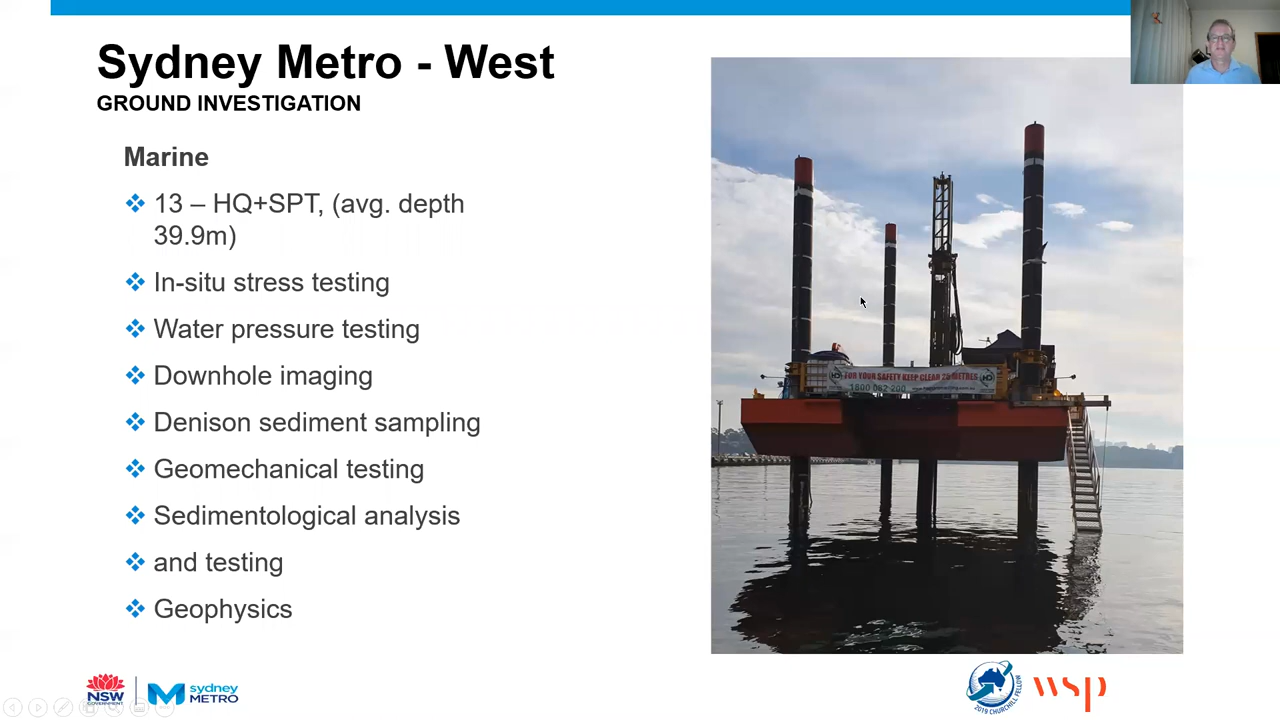 Sydney Metro - West
GROUND INVESTIGATION
Marine
13 – HQ+SPT, (avg. depth
39.9m)
In-situ stress testing
Water pressure testing
Downhole imaging
Denison sediment sampling
Geomechanical testing
Sedimentological analysis
and testing
Geophysics
FOR YOUR SAFETY KEEP CLEAR 20 METRES
1800 082 200
NSW
GOVERNMENT
sydney
METRO
2019 CHURCHILL FELLOW
wsp